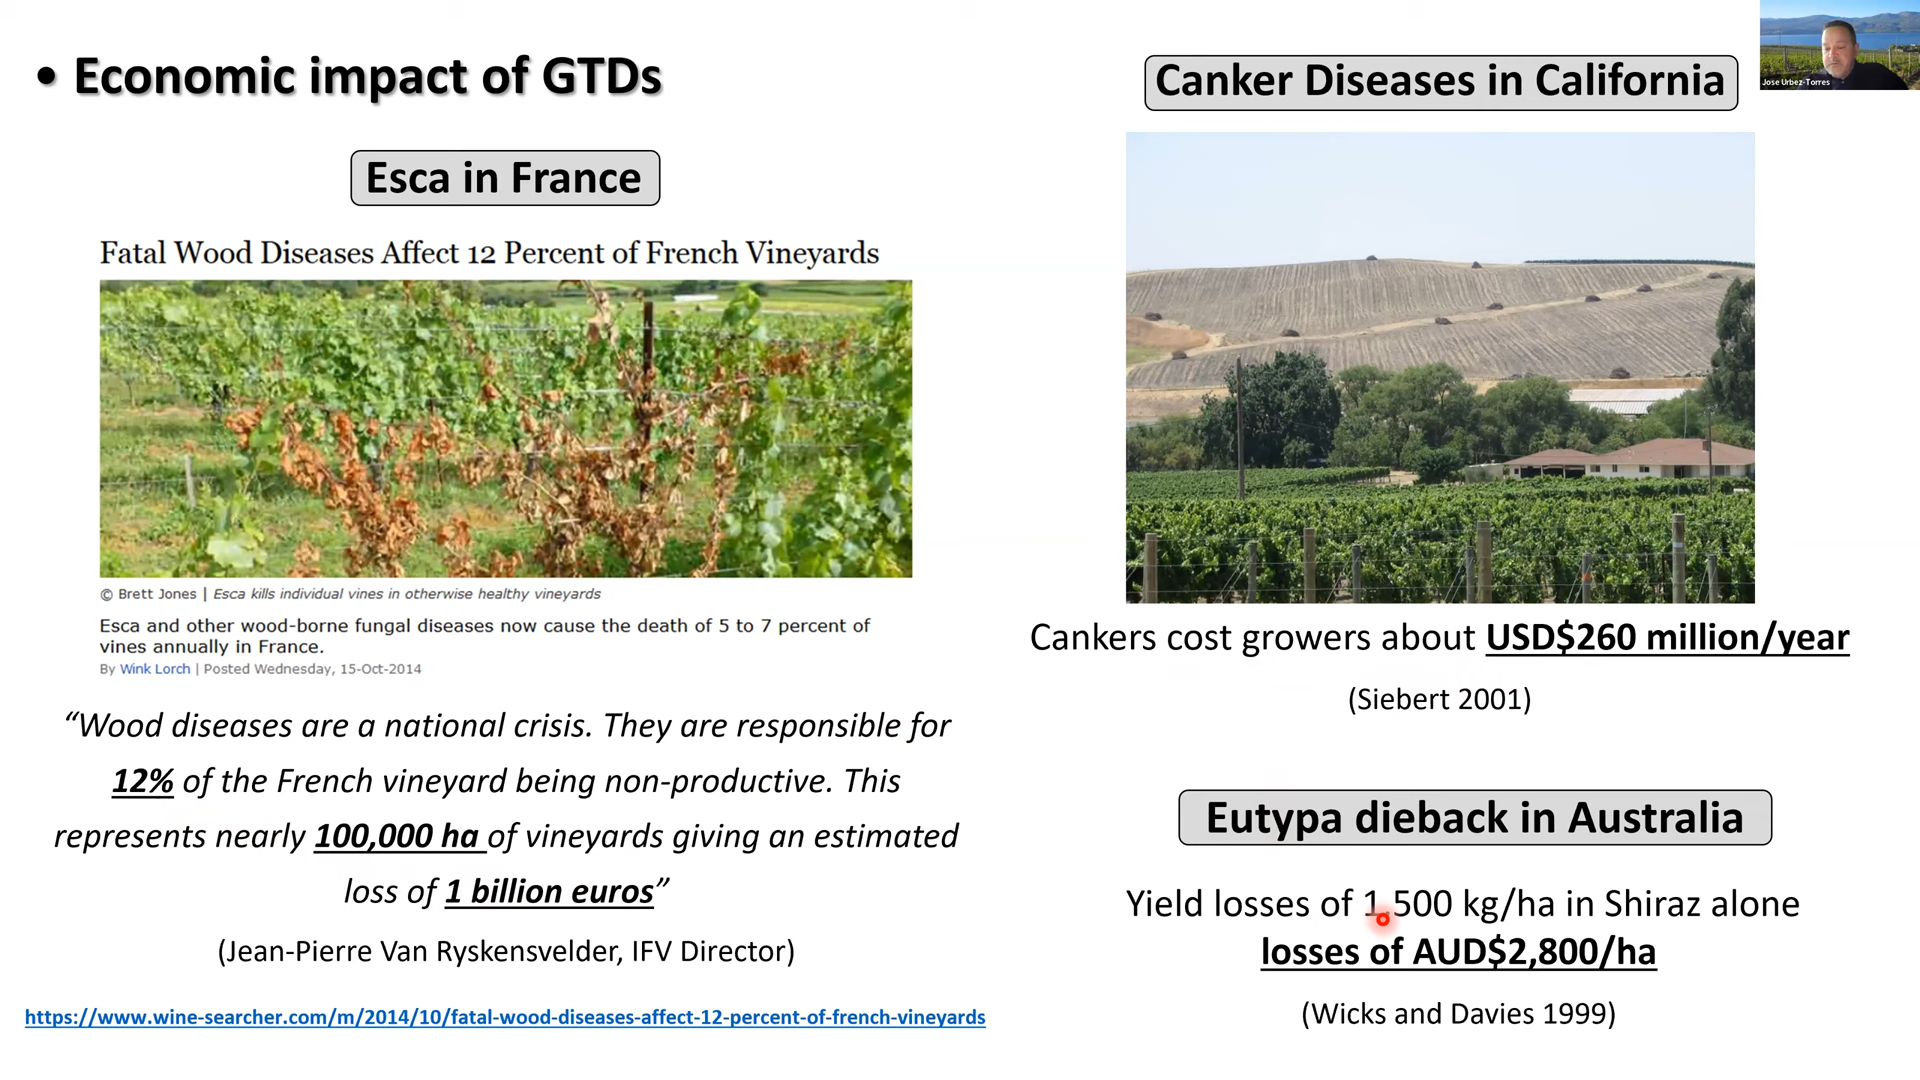 • Economic impact of GTDs
Esca in France
Fatal Wood Diseases Affect 12 Percent of French Vineyards
© Brett Jones | Esca kills individual vines in otherwise healthy vineyards
Esca and other wood-borne fungal diseases now cause the death of 5 to 7 percent of
vines annually in France.
By Wink Lorch | Posted Wednesday, 15-Oct-2014
“Wood diseases are a national crisis. They are responsible for
12% of the French vineyard being non-productive. This
represents nearly 100,000 ha of vineyards giving an estimated
loss of 1 billion euros”
(Jean-Pierre Van Ryskensvelder, IFV Director)
https://www.wine-searcher.com/m/2014/10/fatal-wood-diseases-affect-12-percent-of-french-vineyards
Canker Diseases in California
Cankers cost growers about USD$260 million/year
(Siebert 2001)
Eutypa dieback in Australia
Yield losses of 1,500 kg/ha in Shiraz alone
losses of AUD$2,800/ha
(Wicks and Davies 1999)
Jose Urbez-Torres